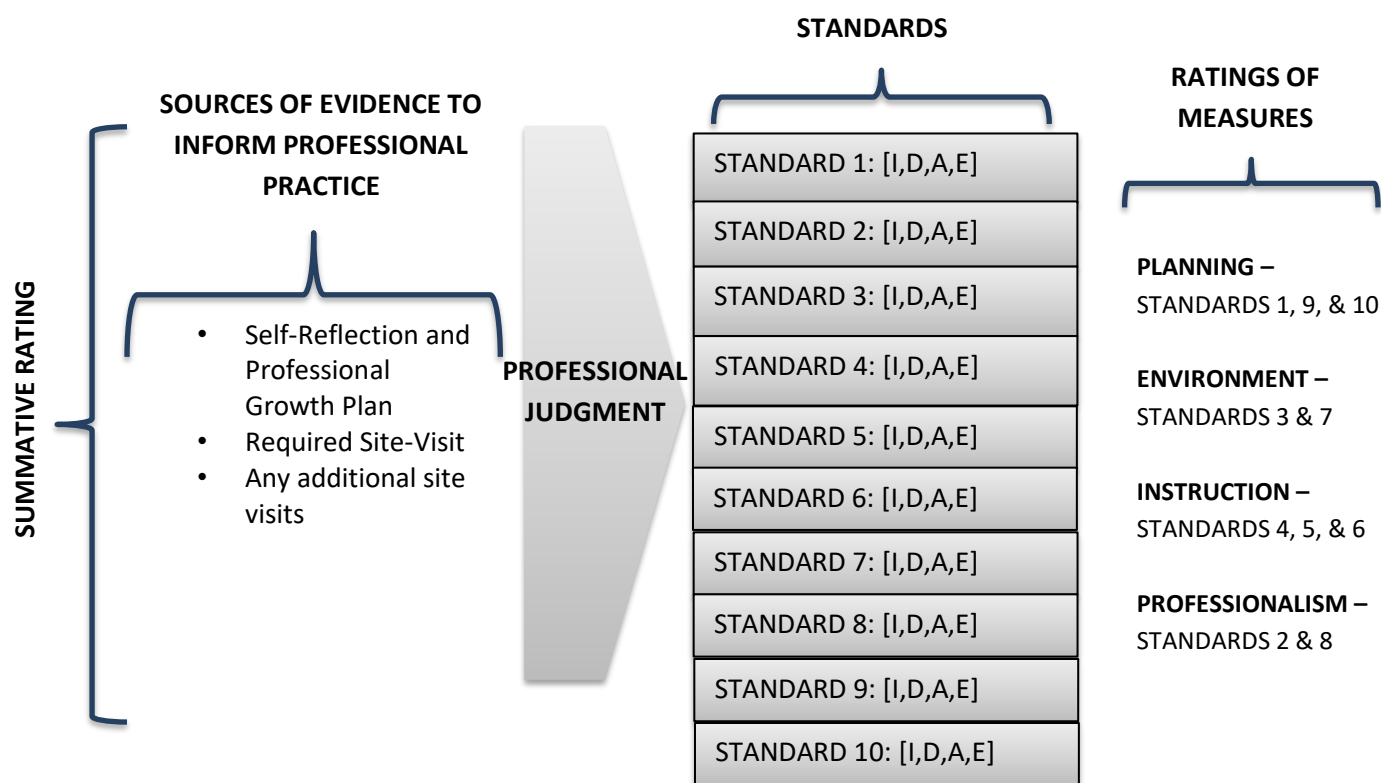 SUMMATIVE RATING
SOURCES OF EVIDENCE TO
INFORM PROFESSIONAL
PRACTICE
• Self-Reflection and
Professional
Growth Plan
• Required Site-Visit
• Any additional site
visits
PROFESSIONAL
JUDGMENT
STANDARDS
STANDARD 1: [I,D,A,E]
STANDARD 2: [I,D,A,E]
STANDARD 3: [I,D,A,E]
STANDARD 4: [I,D,A,E]
STANDARD 5: [I,D,A,E]
STANDARD 6: [I,D,A,E]
STANDARD 7: [I,D,A,E]
STANDARD 8: [I,D,A,E]
STANDARD 9: [I,D,A,E]
STANDARD 10: [I,D,A,E]
RATINGS OF
MEASURES
PLANNING –
STANDARDS 1, 9, & 10
ENVIRONMENT –
STANDARDS 3 & 7
INSTRUCTION –
STANDARDS 4, 5, & 6
PROFESSIONALISM –
STANDARDS 2 & 8